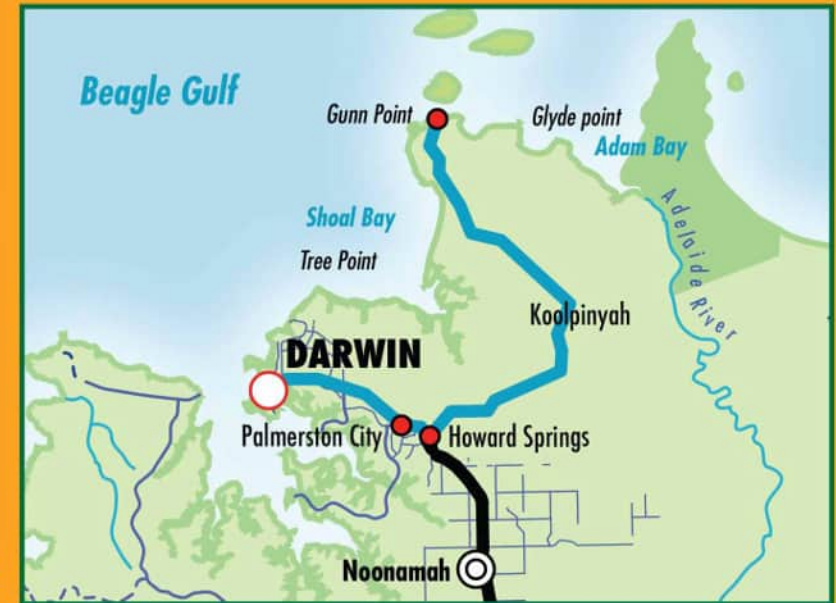 Beagle Gulf
Gunn Point
Glyde point
Adam Bay
Adelaide River
Shoal Bay
Tree Point
Koolpinyah
DARWIN
Palmerston City
Howard Springs
Noonamah